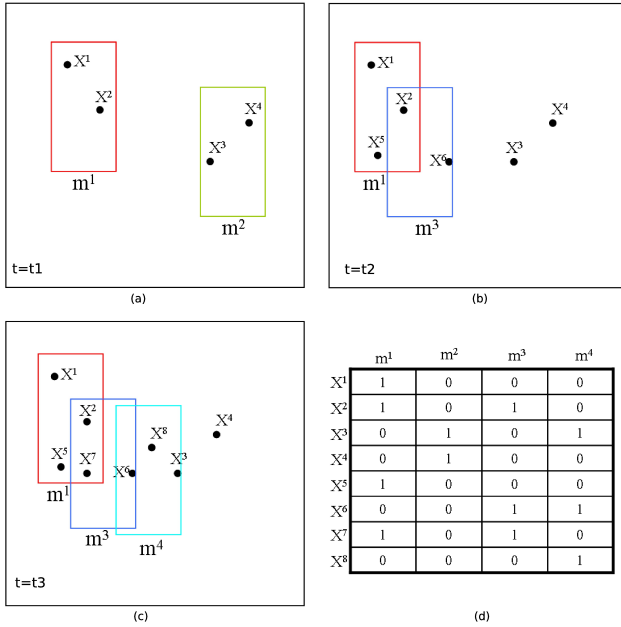 X¹
X²
X⁴
X³
m¹
m²
t=t1
(a)
X¹
X²
X⁴
X⁵
X⁶
X³
m¹
m³
t=t2
(b)
X¹
X²
X⁴
X⁸
X⁵
X⁷
X⁶
X³
m¹
m³
m⁴
t=t3
(c)
m¹ m² m³ m⁴
X¹ 1 0 0 0
X² 1 0 1 0
X³ 0 1 0 1
X⁴ 0 1 0 0
X⁵ 1 0 0 0
X⁶ 0 0 1 1
X⁷ 1 0 1 0
X⁸ 0 0 0 1
(d)